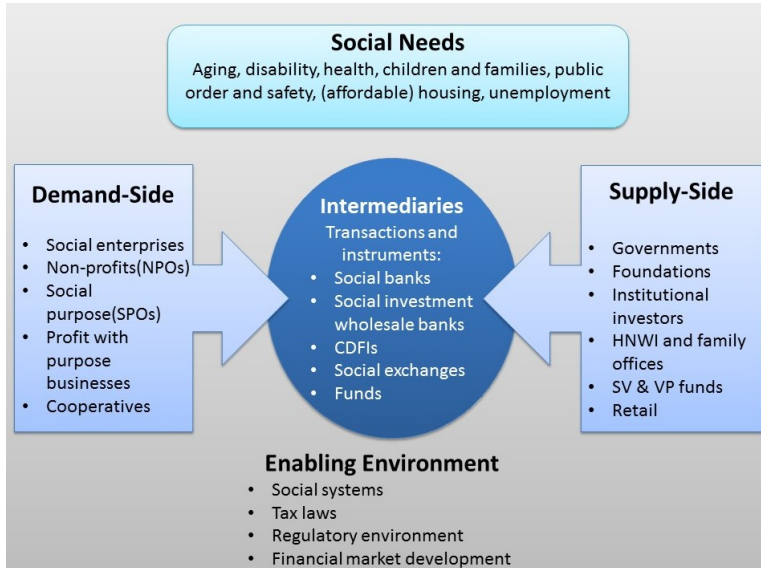 Social Needs
Aging, disability, health, children and families, public
order and safety, (affordable) housing, unemployment
Demand-Side
• Social enterprises
• Non-profits(NPOs)
• Social
purpose(SPOs)
• Profit with
purpose
businesses
• Cooperatives
Intermediaries
Transactions and
instruments:
• Social banks
• Social investment
wholesale banks
• CDFIs
• Social exchanges
• Funds
Supply-Side
• Governments
• Foundations
• Institutional
investors
• HNWI and family
offices
• SV & VP funds
• Retail
Enabling Environment
• Social systems
• Tax laws
• Regulatory environment
• Financial market development